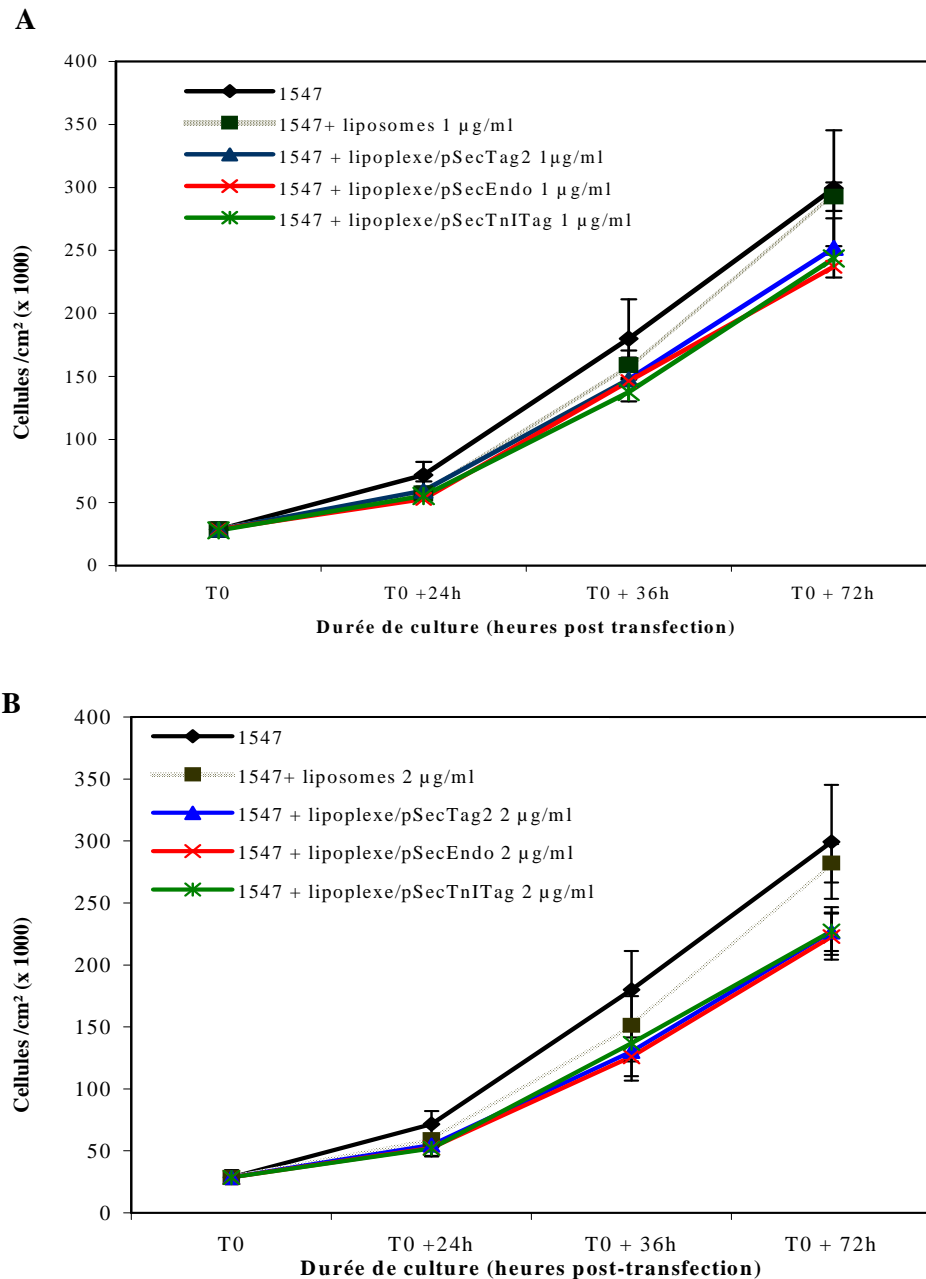 A
400
350
300
250
200
150
100
50
0
Cellules /cm² (x 1000)
1547
1547+ liposomes 1 µg/ml
1547 + lipoplexe/pSecTag2 1µg/ml
1547 + lipoplexe/pSecEndo 1 µg/ml
1547 + lipoplexe/pSecTnITag 1 µg/ml
T0 T0 +24h T0 + 36h T0 + 72h
Durée de culture (heures post transfection)
B
400
350
300
250
200
150
100
50
0
Cellules /cm² (x 1000)
1547
1547+ liposomes 2 µg/ml
1547 + lipoplexe/pSecTag2 2 µg/ml
1547 + lipoplexe/pSecEndo 2 µg/ml
1547 + lipoplexe/pSecTnITag 2 µg/ml
T0 T0 +24h T0 + 36h T0 + 72h
Durée de culture (heures post-transfection)